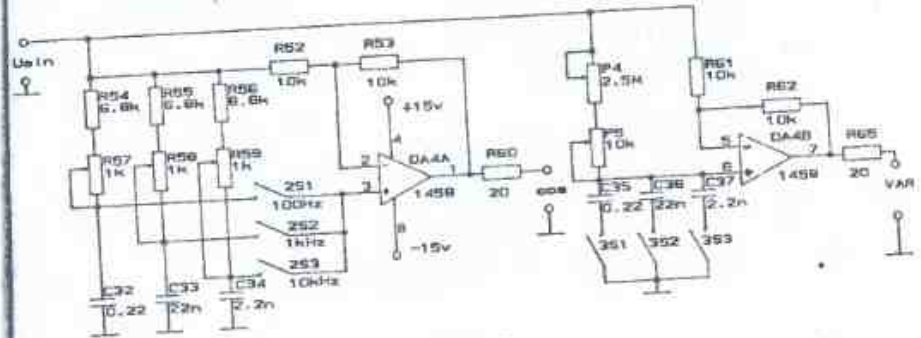 Usin
R52
10k
R53
10k
R54
6.8k
R55
6.8k
R56
6.8k
R57
1k
R58
1k
R59
1k
2S1
100Hz
2S2
1kHz
2S3
10kHz
C32
0.22
C33
22n
C34
2.2n
+15v
4
2
3
DA4A
1
1458
8
-15v
R60
20
cos
P4
2.5M
P5
10k
R61
10k
R62
10k
5
6
DA4B
7
1458
R65
20
VAR
C35
0.22
C36
22n
C37
2.2n
3S1
3S2
3S3